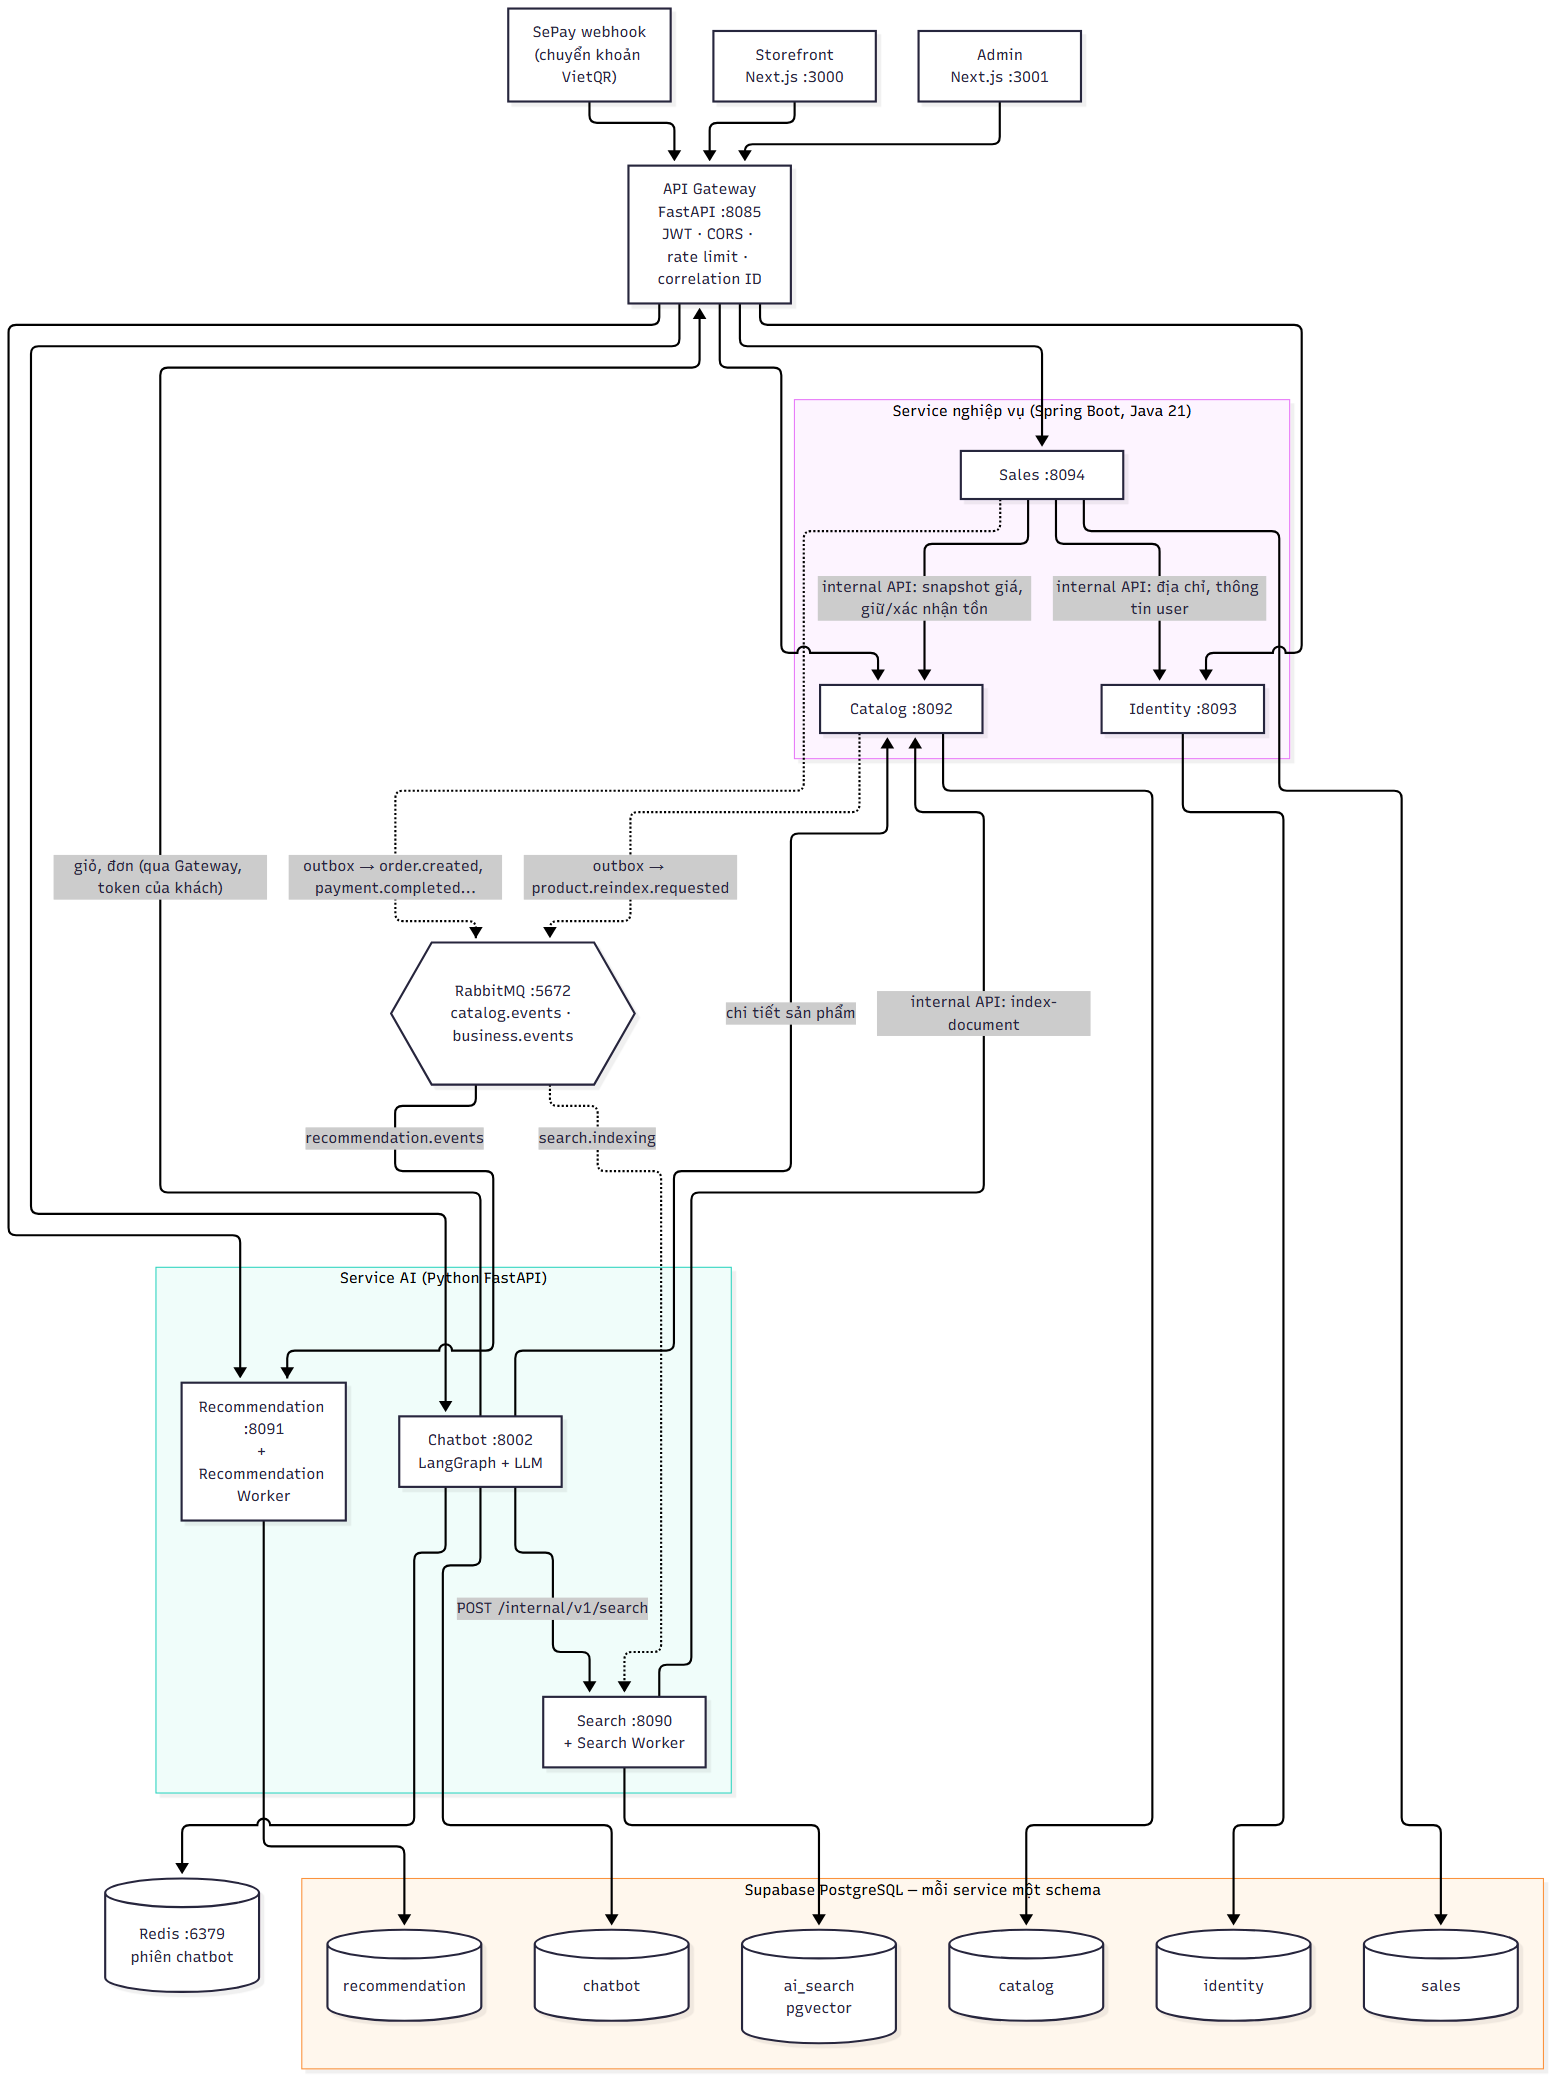 SePay webhook
(chuyển khoản
VietQR)
Storefront
Next.js :3000
Admin
Next.js :3001
API Gateway
FastAPI :8085
JWT · CORS ·
rate limit ·
correlation ID
Service nghiệp vụ (Spring Boot, Java 21)
Sales :8094
internal API: snapshot giá,
giữ/xác nhận tồn
internal API: địa chỉ, thông
tin user
Catalog :8092
Identity :8093
giỏ, đơn (qua Gateway,
token của khách)
outbox → order.created,
payment.completed...
outbox →
product.reindex.requested
RabbitMQ :5672
catalog.events ·
business.events
chi tiết sản phẩm
internal API: index-
document
recommendation.events
search.indexing
Service AI (Python FastAPI)
Recommendation
:8091
+
Recommendation
Worker
Chatbot :8002
LangGraph + LLM
POST /internal/v1/search
Search :8090
+ Search Worker
Redis :6379
phiên chatbot
Supabase PostgreSQL — mỗi service một schema
recommendation
chatbot
ai_search
pgvector
catalog
identity
sales